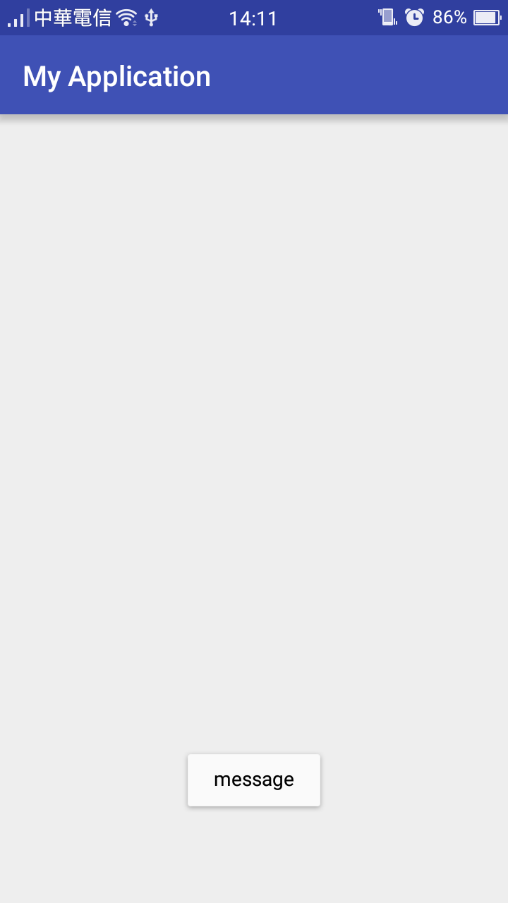 中華電信 14:11 86%
My Application
message